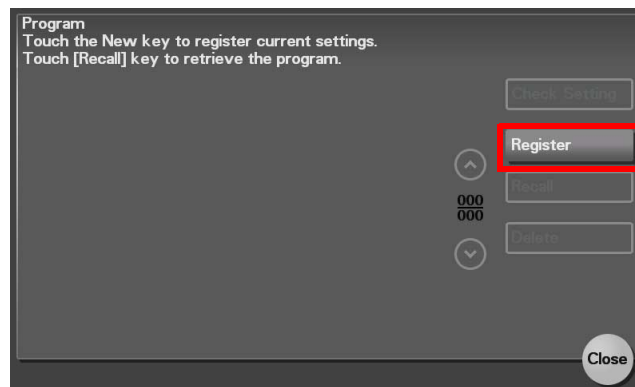 Program
Touch the New key to register current settings.
Touch [Recall] key to retrieve the program.
Check Setting
Register
Recall
000
000
Delete
Close